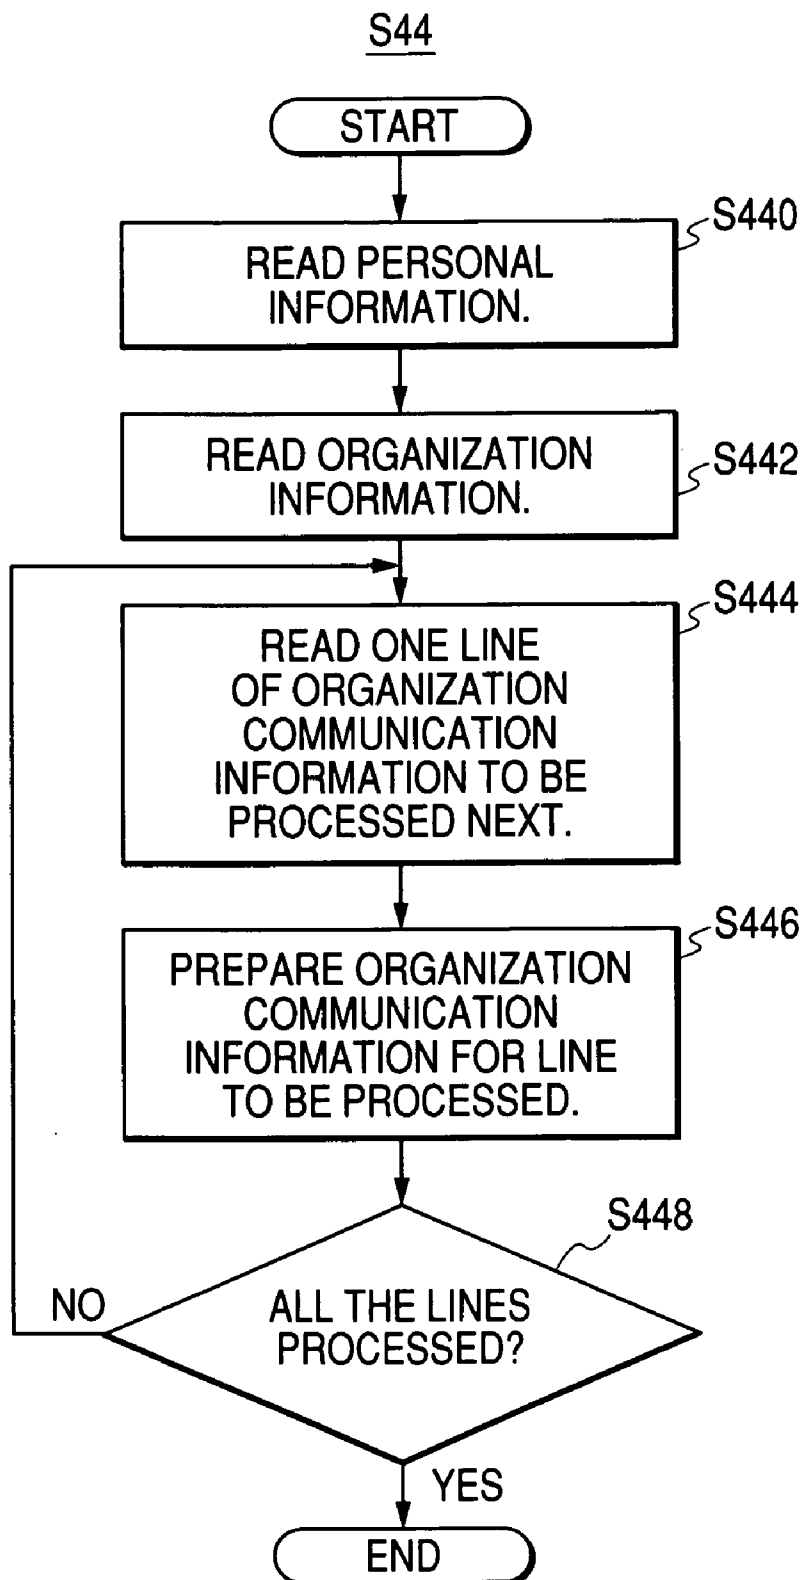 S44
START
S440
READ PERSONAL
INFORMATION.
S442
READ ORGANIZATION
INFORMATION.
S444
READ ONE LINE
OF ORGANIZATION
COMMUNICATION
INFORMATION TO BE
PROCESSED NEXT.
S446
PREPARE ORGANIZATION
COMMUNICATION
INFORMATION FOR LINE
TO BE PROCESSED.
S448
NO
ALL THE LINES
PROCESSED?
YES
END